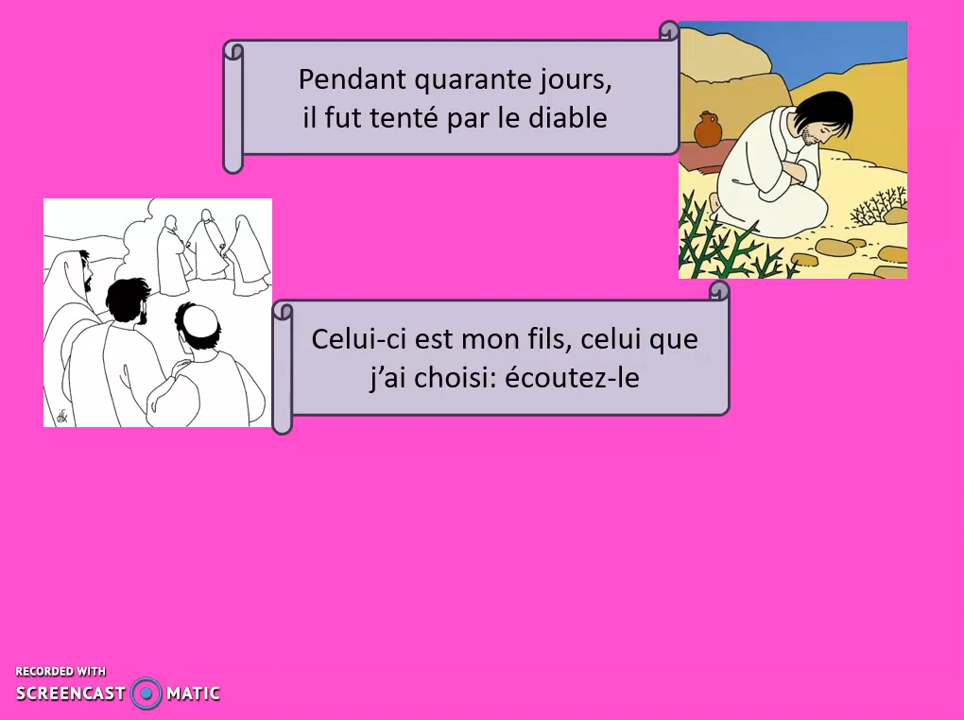 Pendant quarante jours,
il fut tenté par le diable
Celui-ci est mon fils, celui que
j'ai choisi: écoutez-le
RECORDED WITH
SCREENCAST MATIC